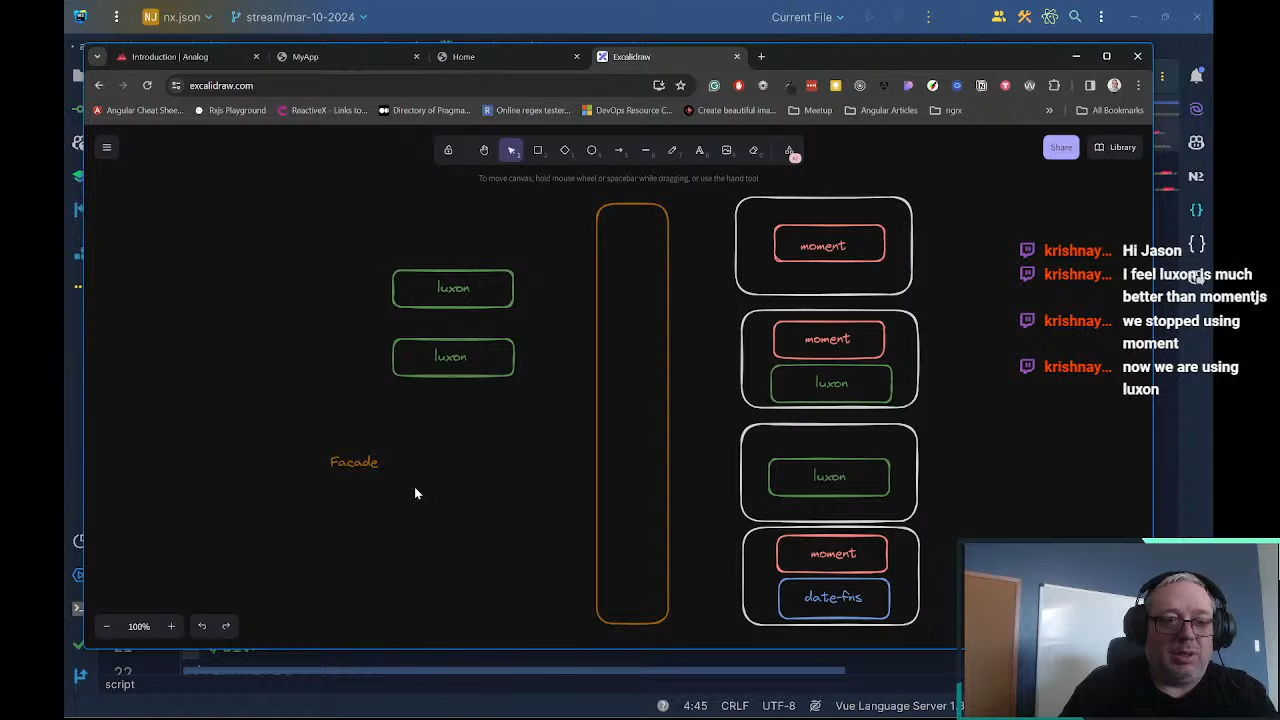 NJ nx.json
stream/mar-10-2024
Current File
Introduction | Analog
MyApp
Home
Excalidraw
excalidraw.com
Angular Cheat Shee...
Rxjs Playground
ReactiveX - Links to...
Directory of Pragma...
Online regex tester...
DevOps Resource C...
Create beautiful ima...
Meetup
Angular Articles
ngrx
All Bookmarks
Share
Library
To move canvas, hold mouse wheel or spacebar while dragging, or use the hand tool
moment
luxon
luxon
moment
luxon
Facade
luxon
moment
date-fns
100%
krishnay... Hi Jason
krishnay... I feel luxon is much
better than momentjs
krishnay... we stopped using
moment
krishnay... now we are using
luxon
22
script
4:45
CRLF
UTF-8
Vue Language Server 1.8